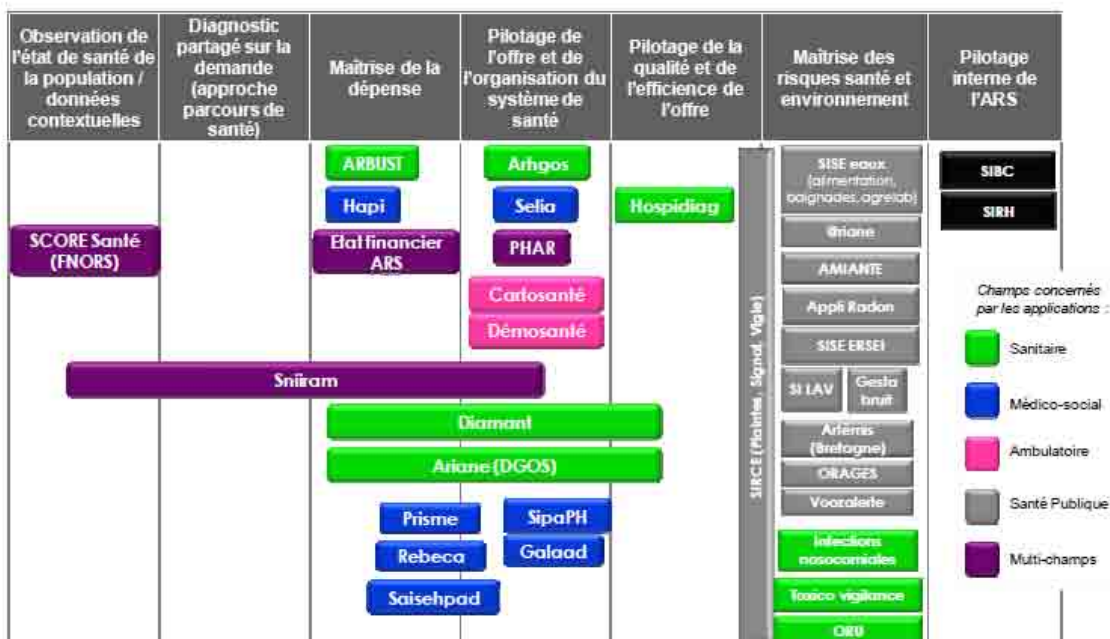 Observation de
l'état de santé de
la population /
données
contextuelles
Diagnostic
partagé sur la
demande
(approche
parcours de
santé)
Maîtrise de la
dépense
Pilotage de
l'offre et de
l'organisation du
système de
santé
Pilotage de la
qualité et de
l'efficience de
l'offre
Maîtrise des
risques santé et
environnement
Pilotage
interne de
l'ARS
SCORE Santé
(FNORS)
ARBUST
Hapi
Etat financier
ARS
Arhgos
Selia
PHAR
Cartosanté
Démosanté
Hospidiag
Sniiram
Diamant
Ariane (DGOS)
Prisme
Rebeca
Saisehpad
SipaPH
Galaad
SIRCE (Plaintes, Signal, Vigie)
SISE eaux
(alimentation,
baignades, agrelab)
AMIANTE
Appli Radon
SISE ERSEI
SI LAV
Gesta
bruit
Artémis
(Bretagne)
ORAGES
Voozalerte
Infections
nosocomiales
Toxico vigilance
ORU
SIBC
SIRH
Champs concernés
par les applications :
Sanitaire
Médico-social
Ambulatoire
Santé Publique
Multi-champs